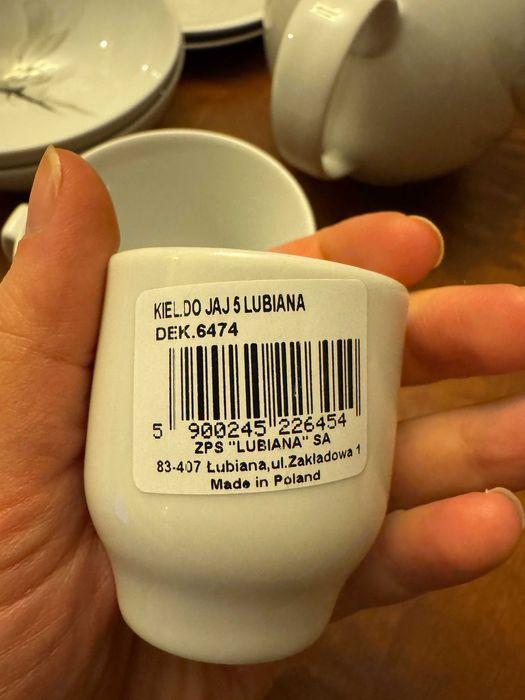 KIEL.DO JAJ 5 LUBIANA
DEK.6474
5 900245 226454
ZPS "LUBIANA" SA
83-407 Łubiana,ul.Zakładowa 1
Made in Poland